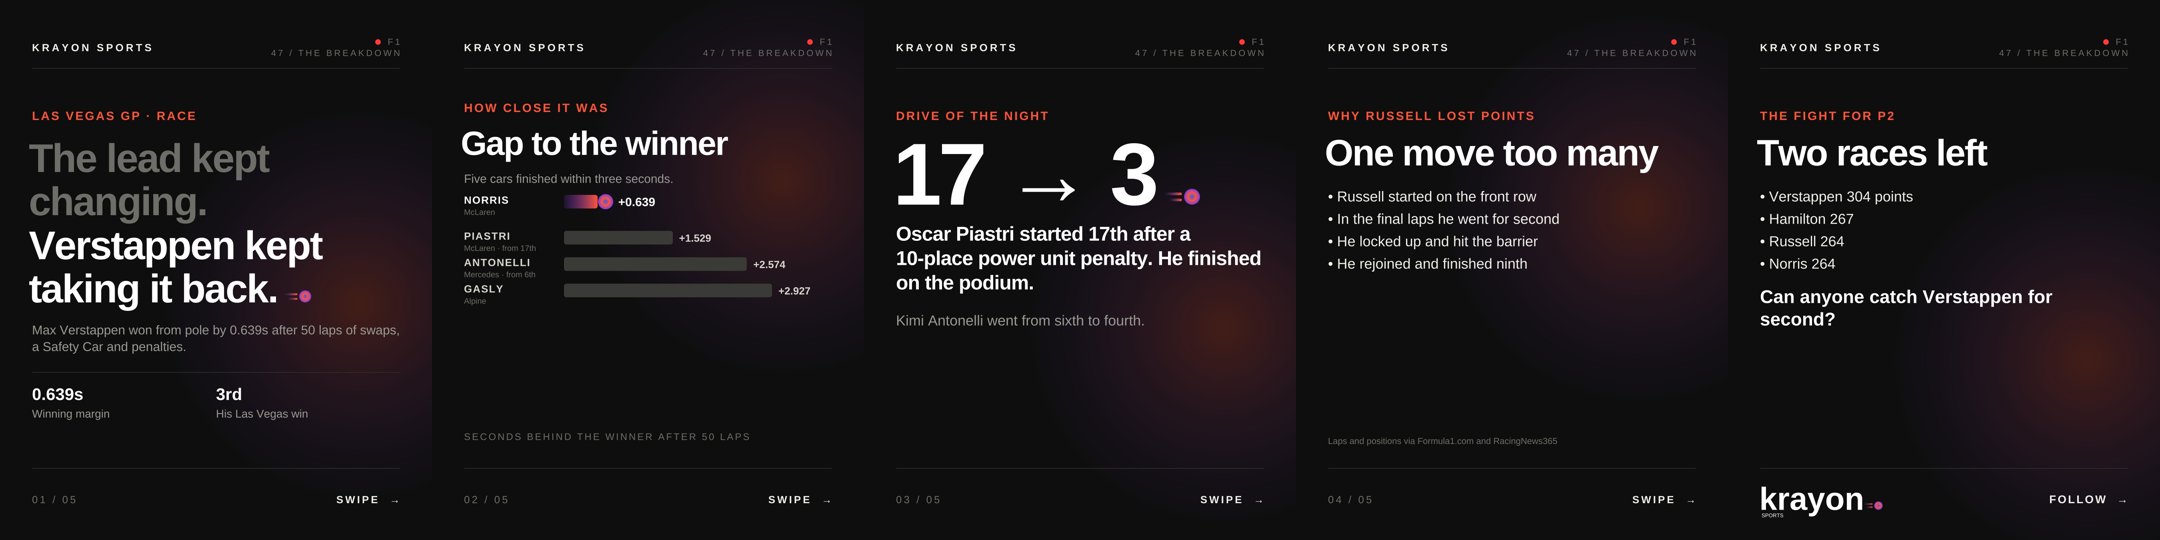 KRAYON SPORTS
● F1
47 / THE BREAKDOWN
LAS VEGAS GP · RACE
The lead kept
changing.
Verstappen kept
taking it back.
Max Verstappen won from pole by 0.639s after 50 laps of swaps,
a Safety Car and penalties.
0.639s
Winning margin
3rd
His Las Vegas win
01 / 05
SWIPE →
KRAYON SPORTS
● F1
47 / THE BREAKDOWN
HOW CLOSE IT WAS
Gap to the winner
Five cars finished within three seconds.
NORRIS
McLaren
+0.639
PIASTRI
McLaren · from 17th
+1.529
ANTONELLI
Mercedes · from 6th
+2.574
GASLY
Alpine
+2.927
SECONDS BEHIND THE WINNER AFTER 50 LAPS
02 / 05
SWIPE →
KRAYON SPORTS
● F1
47 / THE BREAKDOWN
DRIVE OF THE NIGHT
17 → 3
Oscar Piastri started 17th after a
10-place power unit penalty. He finished
on the podium.
Kimi Antonelli went from sixth to fourth.
03 / 05
SWIPE →
KRAYON SPORTS
● F1
47 / THE BREAKDOWN
WHY RUSSELL LOST POINTS
One move too many
• Russell started on the front row
• In the final laps he went for second
• He locked up and hit the barrier
• He rejoined and finished ninth
Laps and positions via Formula1.com and RacingNews365
04 / 05
SWIPE →
KRAYON SPORTS
● F1
47 / THE BREAKDOWN
THE FIGHT FOR P2
Two races left
• Verstappen 304 points
• Hamilton 267
• Russell 264
• Norris 264
Can anyone catch Verstappen for
second?
krayon
SPORTS
FOLLOW →